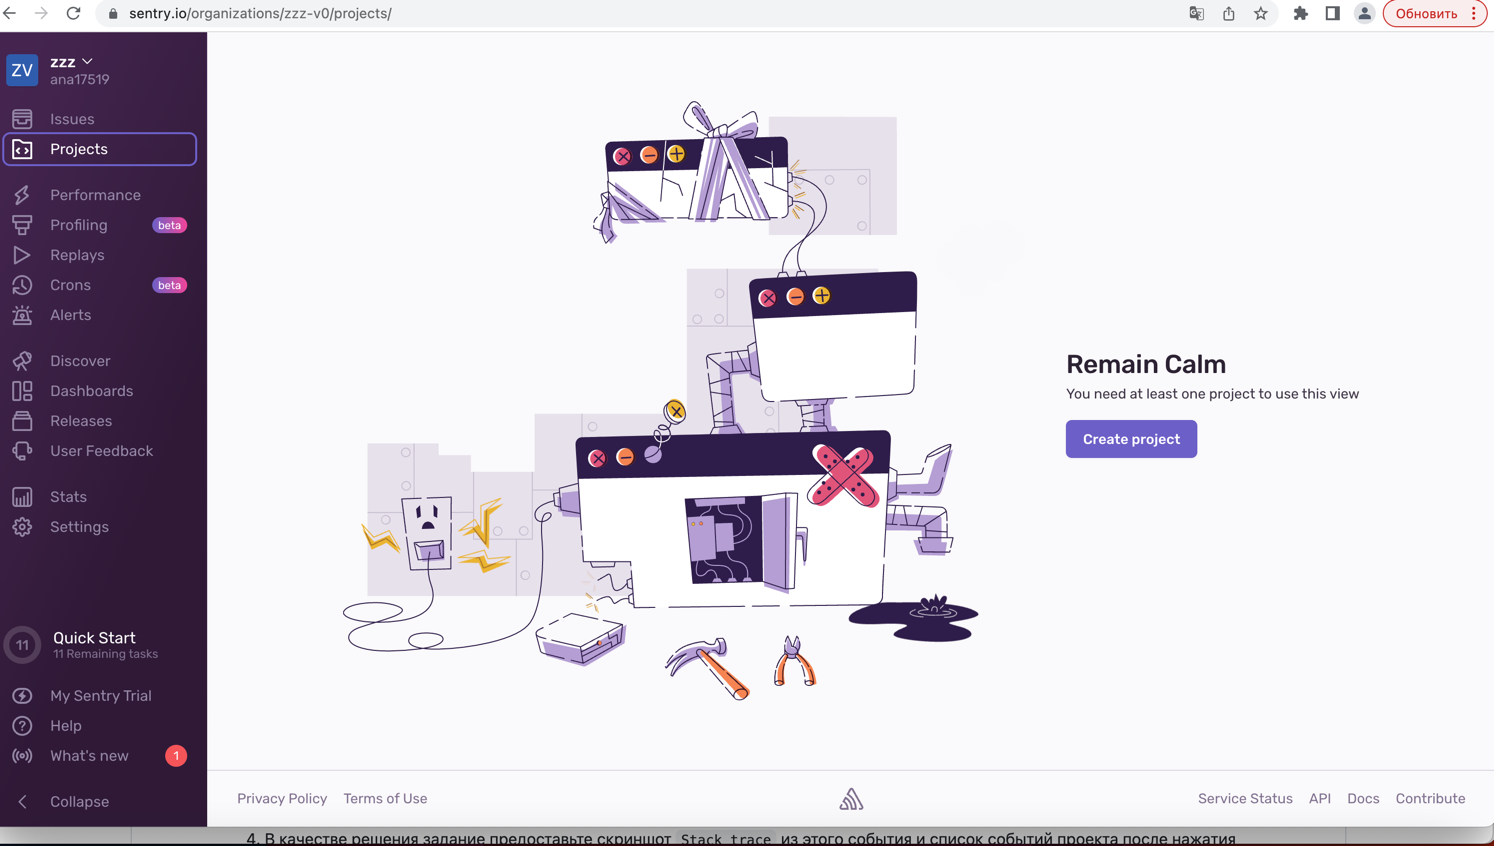 sentry.io/organizations/zzz-v0/projects/
Обновить
ZV
zzz
ana17519
Issues
Projects
Performance
Profiling beta
Replays
Crons beta
Alerts
Discover
Dashboards
Releases
User Feedback
Stats
Settings
11
Quick Start
11 Remaining tasks
My Sentry Trial
Help
What's new 1
Collapse
Remain Calm
You need at least one project to use this view
Create project
Privacy Policy Terms of Use
Service Status API Docs Contribute
4. В качестве решения задание предоставьте скриншот Stack trace из этого события и список событий проекта после нажатия